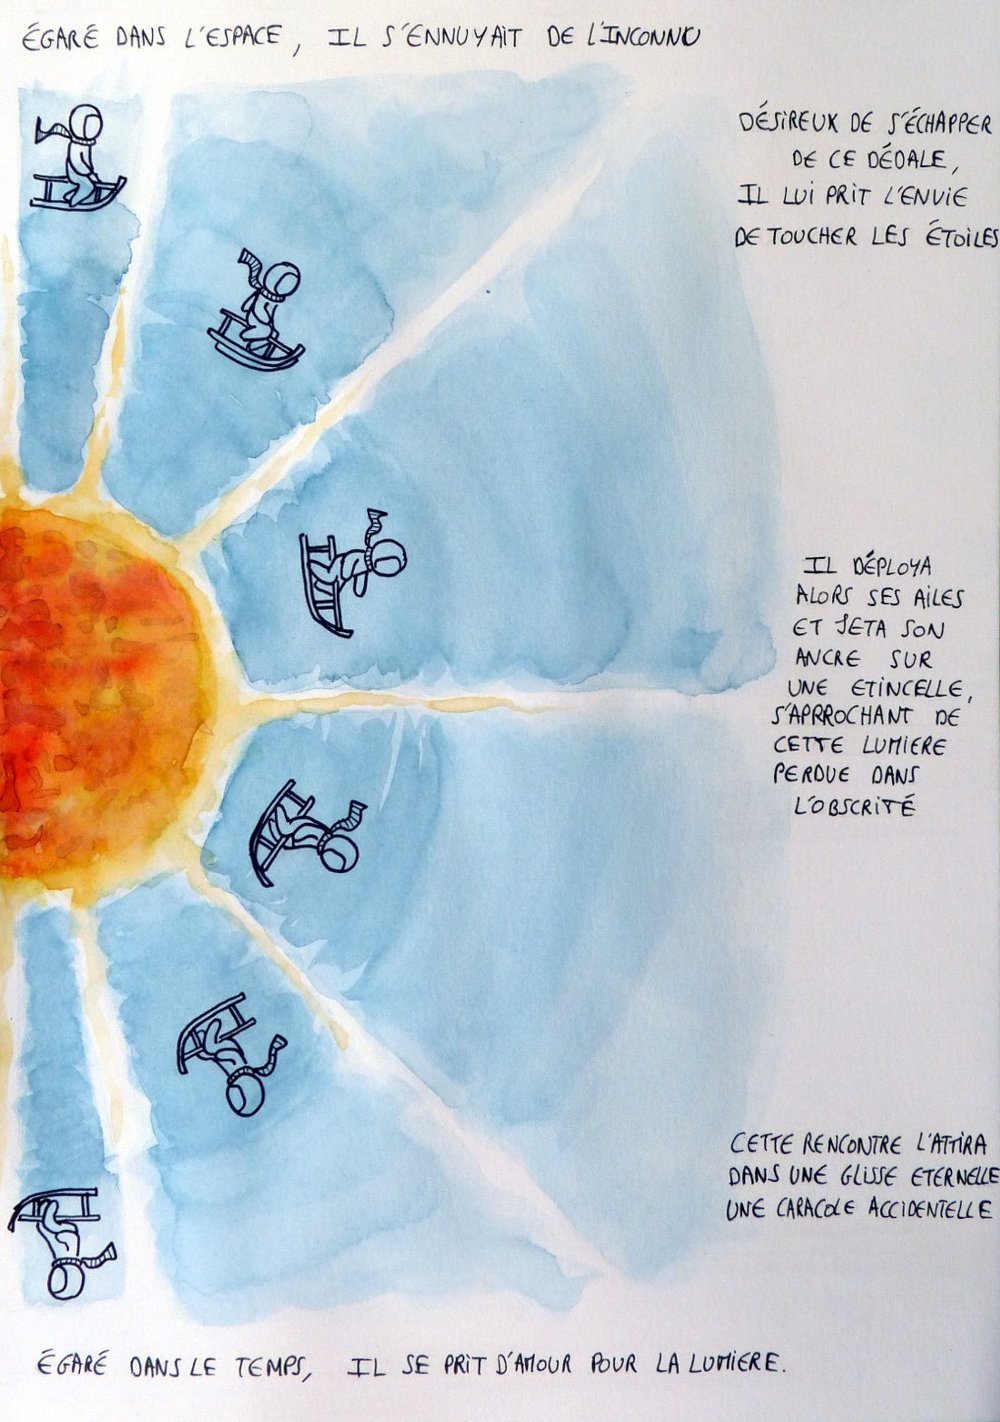 ÉGARÉ DANS L'ESPACE, IL S'ENNUYAIT DE L'INCONNU
DÉSIREUX DE S'ÉCHAPPER
DE CE DÉDALE,
IL LUI PRIT L'ENVIE
DE TOUCHER LES ÉTOILES
IL DÉPLOYA
ALORS SES AILES
ET JETA SON
ANCRE SUR
UNE ETINCELLE,
S'APPROCHANT DE
CETTE LUMIERE
PERDUE DANS
L'OBSCRITÉ
CETTE RENCONTRE L'ATTIRA
DANS UNE GLISSE ETERNELLE
UNE CARACOLE ACCIDENTELLE
ÉGARÉ DANS LE TEMPS, IL SE PRIT D'AMOUR POUR LA LUMIERE.